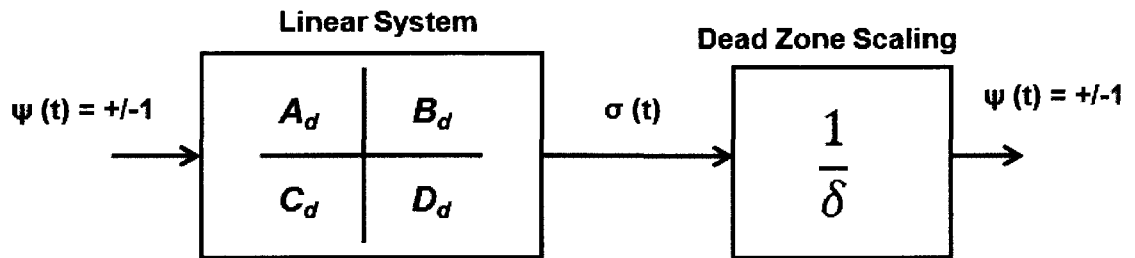 Linear System
Dead Zone Scaling
ψ (t) = +/-1
A_d B_d
C_d D_d
σ (t)
1
δ
ψ (t) = +/-1